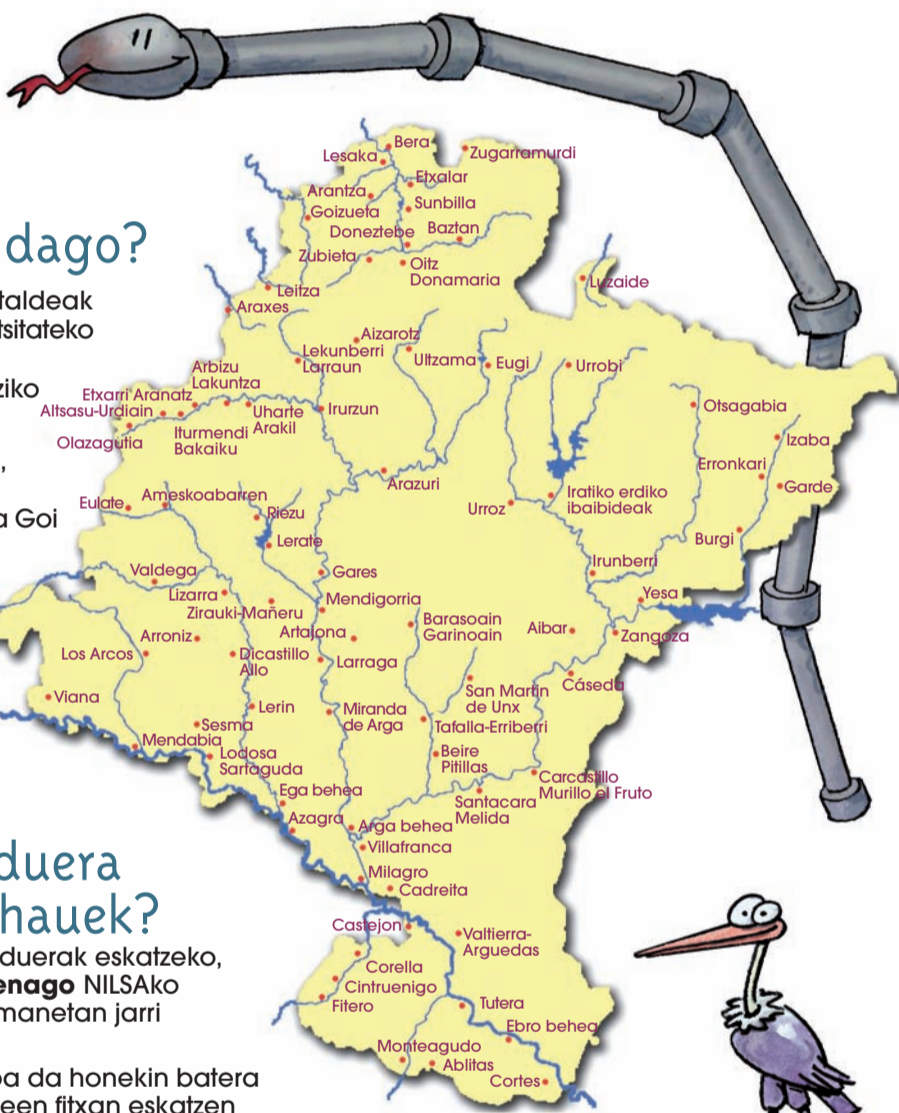 dago?
taldeak
tsitateko
ziko
,
a Goi
duera
hauek?
duerak eskatzeko,
enago NILSAko
manetan jarri
oa da honekin batera
een fitxan eskatzen
Bera
Lesaka
Zugarramurdi
Etxalar
Arantza
Sunbilla
Goizueta
Doneztebe
Baztan
Zubieta
Oitz
Donamaria
Luzaide
Leitza
Araxes
Aizarotz
Lekunberri
Larraun
Ultzama
Eugi
Urrobi
Arbizu
Lakuntza
Etxarri Aranatz
Altsasu-Urdiain
Uharte
Arakil
Irurzun
Otsagabia
Olazagutia
Iturmendi
Bakaiku
Izaba
Erronkari
Arazuri
Garde
Eulate
Ameskoabarren
Riezu
Urroz
Iratiko erdiko
ibaibideak
Lerate
Burgi
Irunberri
Valdega
Gares
Lizarra
Yesa
Zirauki-Mañeru
Mendigorria
Arroniz
Artajona
Barasoain
Garinoain
Aibar
Zangoza
Los Arcos
Dicastillo
Allo
Larraga
Cáseda
San Martin
de Unx
Viana
Lerin
Miranda
de Arga
Sesma
Tafalla-Erriberri
Mendabia
Lodosa
Sartaguda
Beire
Pitillas
Carcastillo
Murillo el Fruto
Ega behea
Santacara
Melida
Azagra
Arga behea
Villafranca
Milagro
Cadreita
Castejon
Valtierra-
Arguedas
Corella
Cintruenigo
Fitero
Tutera
Ebro behea
Monteagudo
Ablitas
Cortes